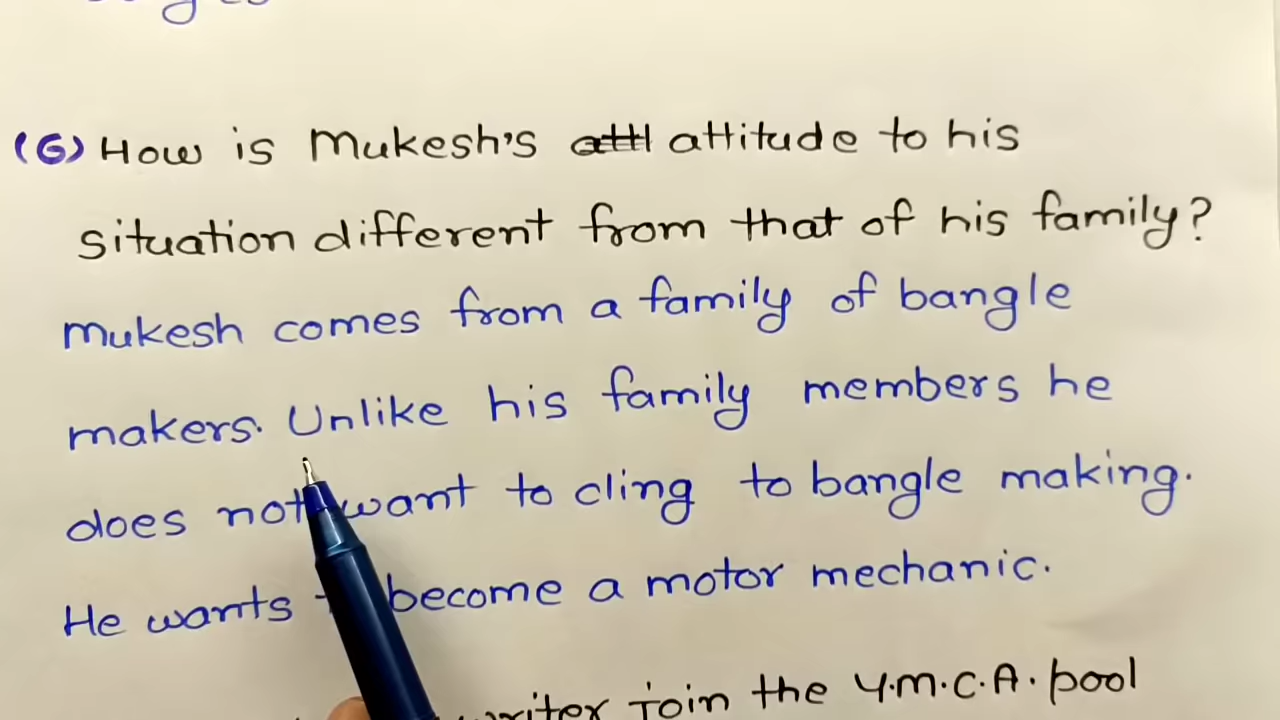 (6) How is Mukesh's attitude to his
situation different from that of his family?
Mukesh comes from a family of bangle
makers. Unlike his family members he
does not want to cling to bangle making.
He wants become a motor mechanic.
writer join the Y.M.C.A. pool